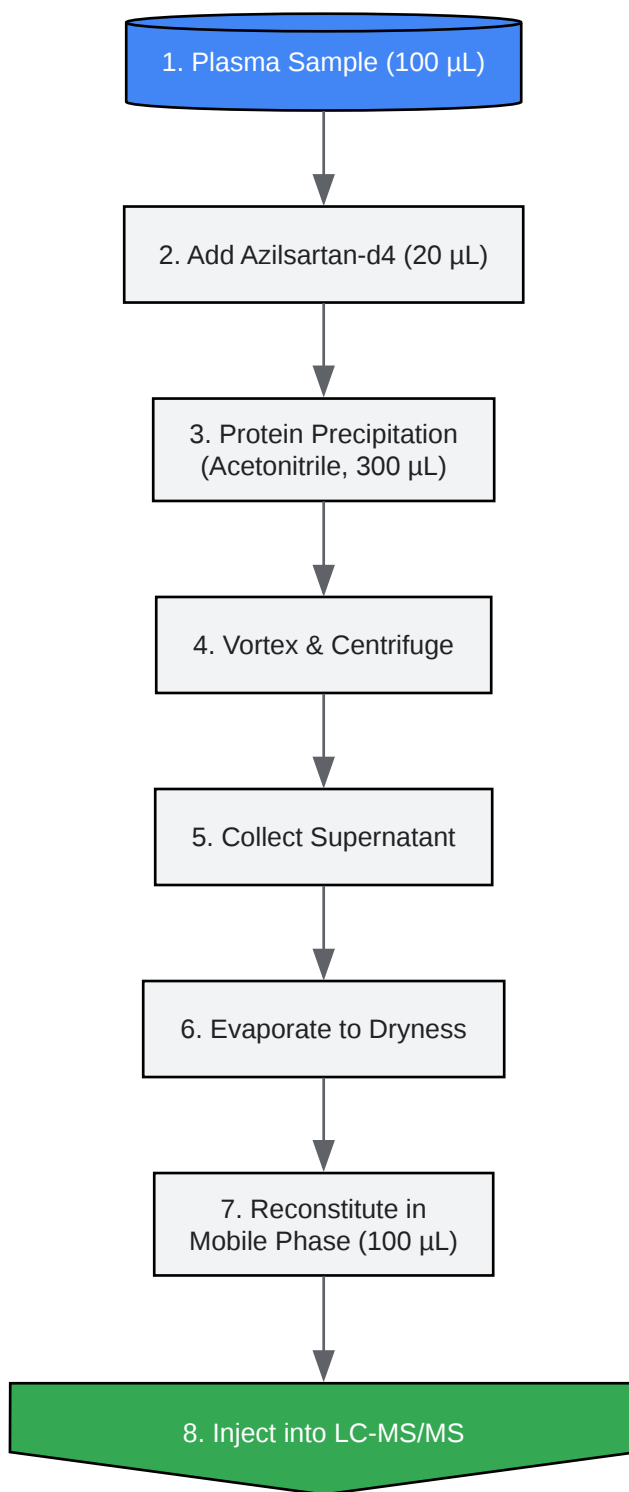 1. Plasma Sample (100 µL)
2. Add Azilsartan-d4 (20 µL)
3. Protein Precipitation
(Acetonitrile, 300 µL)
4. Vortex & Centrifuge
5. Collect Supernatant
6. Evaporate to Dryness
7. Reconstitute in
Mobile Phase (100 µL)
8. Inject into LC-MS/MS